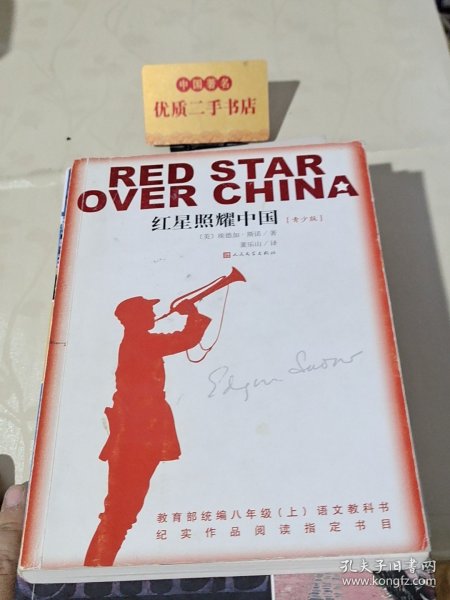 中国著名
优质二手书店
RED STAR
OVER CHINA
红星照耀中国[青少版]
〔美〕埃德加·斯诺/著
董乐山/译
人民文学出版社
Edgar Snow
教育部统编八年级(上)语文教科书
纪实作品阅读指定书目
孔夫子旧书网
www.kongfz.com